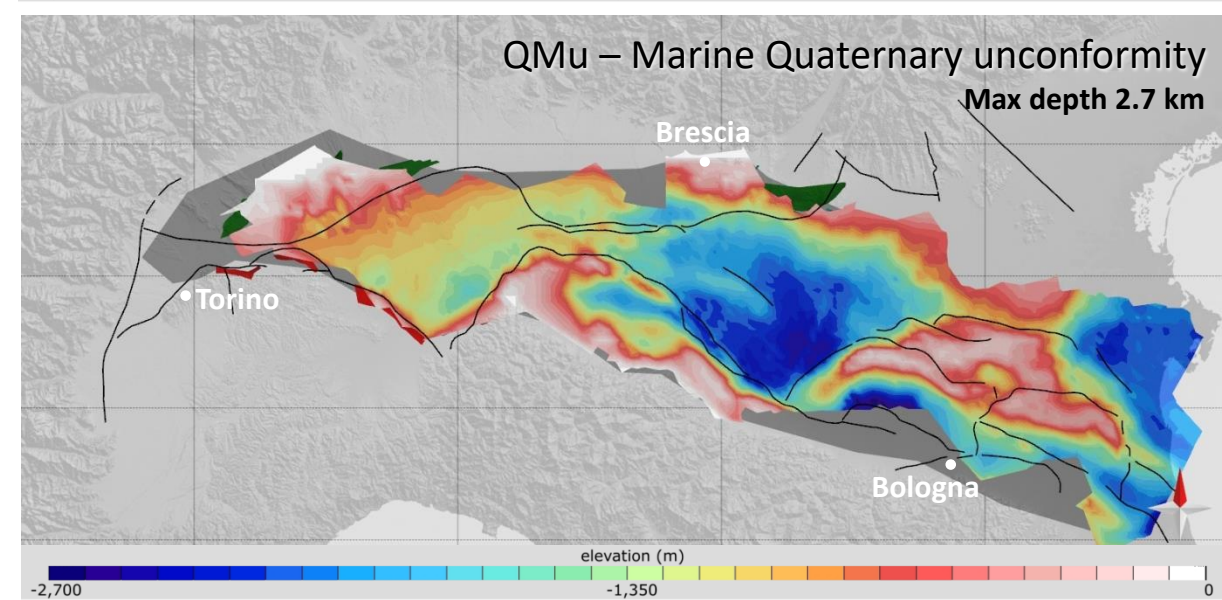 QMu – Marine Quaternary unconformity
Max depth 2.7 km
Brescia
Torino
Bologna
elevation (m)
-2,700 -1,350 0